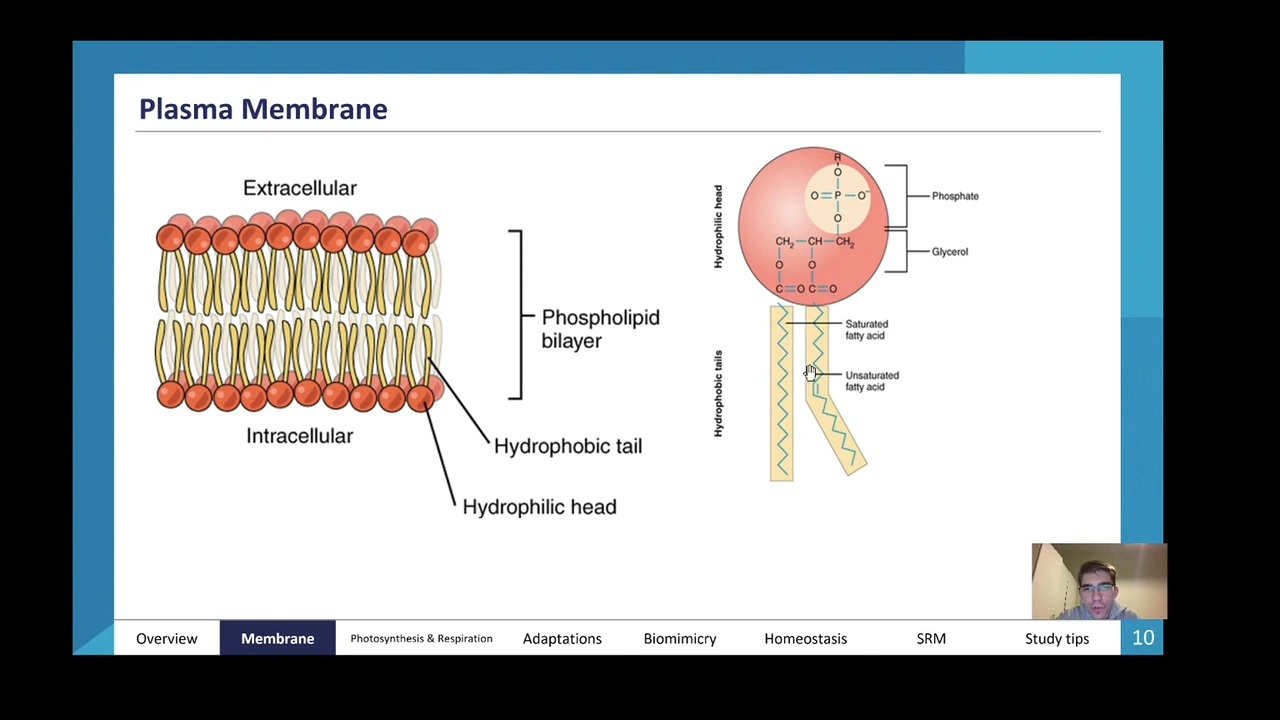 Plasma Membrane
Extracellular
Phospholipid
bilayer
Hydrophobic tail
Hydrophilic head
Intracellular
Hydrophilic head
R
O
O=P—O-
O
CH2—CH—CH2
O O
C=O C=O
Phosphate
Glycerol
Hydrophobic tails
Saturated
fatty acid
Unsaturated
fatty acid
Overview
Membrane
Photosynthesis & Respiration
Adaptations
Biomimicry
Homeostasis
SRM
Study tips
10